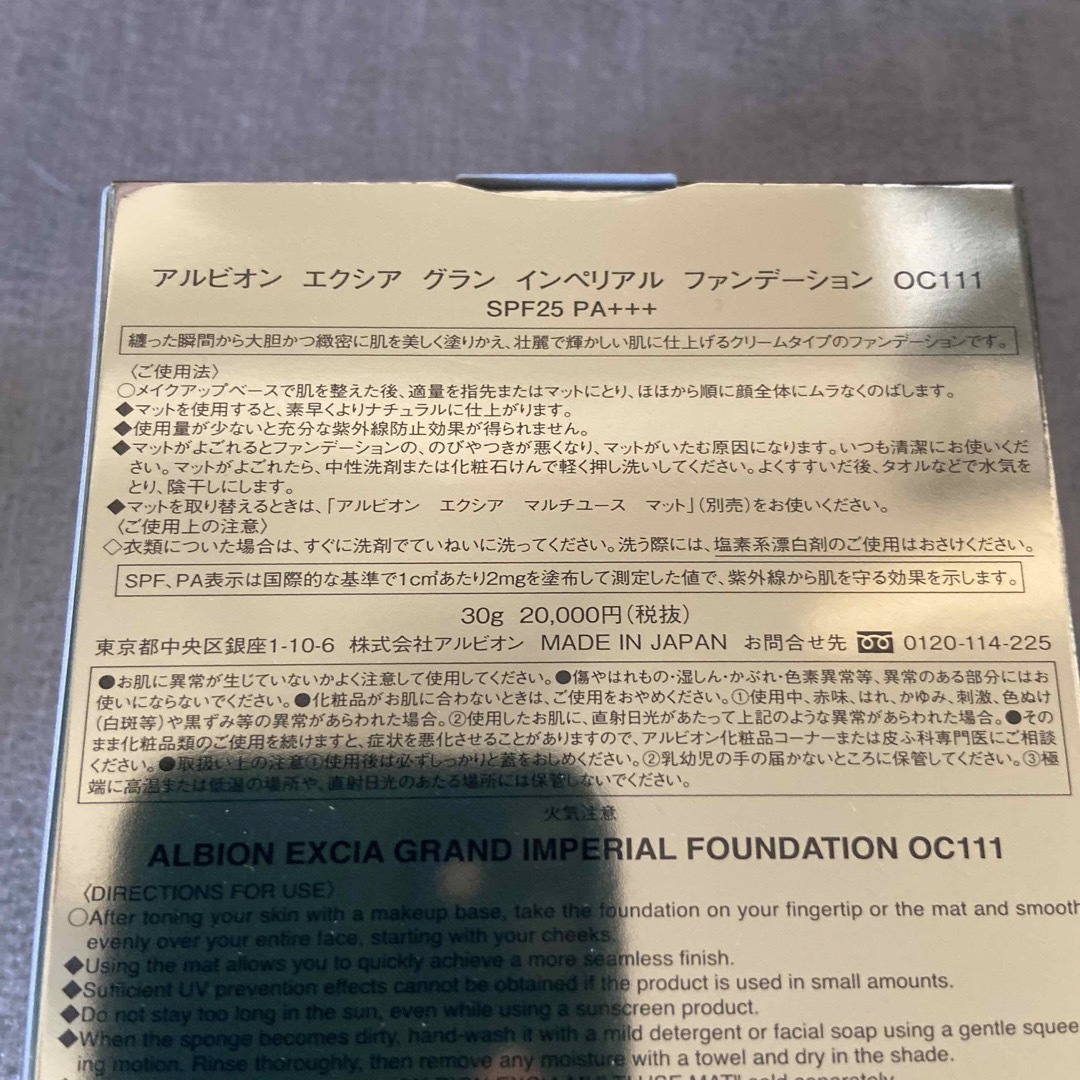 アルビオン エクシア グラン インペリアル ファンデーション OC111
SPF25 PA+++
纏った瞬間から大胆かつ緻密に肌を美しく塗りかえ、壮麗で輝かしい肌に仕上げるクリームタイプのファンデーションです。
〈ご使用法〉
○メイクアップベースで肌を整えた後、適量を指先またはマットにとり、ほほから順に顔全体にムラなくのばします。
◆マットを使用すると、素早くよりナチュラルに仕上がります。
◆使用量が少ないと充分な紫外線防止効果が得られません。
◆マットがよごれるとファンデーションの、のびやつきが悪くなり、マットがいたむ原因になります。いつも清潔にお使いくだ
さい。マットがよごれたら、中性洗剤または化粧石けんで軽く押し洗いしてください。よくすすいだ後、タオルなどで水気を
とり、陰干しにします。
◆マットを取り替えるときは、「アルビオン エクシア マルチユース マット」(別売)をお使いください。
〈ご使用上の注意〉
◇衣類についた場合は、すぐに洗剤でていねいに洗ってください。洗う際には、塩素系漂白剤のご使用はおさけください。
SPF、PA表示は国際的な基準で1c㎡あたり2mgを塗布して測定した値で、紫外線から肌を守る効果を示します。
30g 20,000円(税抜)
東京都中央区銀座1-10-6 株式会社アルビオン MADE IN JAPAN お問合せ先 0120-114-225
●お肌に異常が生じていないかよく注意して使用してください。●傷やはれもの・湿しん・かぶれ・色素異常等、異常のある部分にはお
使いにならないでください。●化粧品がお肌に合わないときは、ご使用をおやめください。①使用中、赤味、はれ、かゆみ、刺激、色ぬけ
(白斑等)や黒ずみ等の異常があらわれた場合。②使用したお肌に、直射日光があたって上記のような異常があらわれた場合。●その
まま化粧品類のご使用を続けますと、症状を悪化させることがありますので、アルビオン化粧品コーナーまたは皮ふ科専門医にご相談
ください。●取扱い上の注意①使用後は必ずしっかりと蓋をおしめください。②乳幼児の手の届かないところに保管してください。③極
端に高温または低温の場所や、直射日光のあたる場所には保管しないでください。
火気注意
ALBION EXCIA GRAND IMPERIAL FOUNDATION OC111
〈DIRECTIONS FOR USE〉
○After toning your skin with a makeup base, take the foundation on your fingertip or the mat and smooth
evenly over your entire face, starting with your cheeks.
◆Using the mat allows you to quickly achieve a more seamless finish.
◆Sufficient UV prevention effects cannot be obtained if the product is used in small amounts.
◆Do not stay too long in the sun, even while using a sunscreen product.
◆When the sponge becomes dirty, hand-wash it with a mild detergent or facial soap using a gentle squee
ing motion. Rinse thoroughly, then remove any moisture with a towel and dry in the shade.